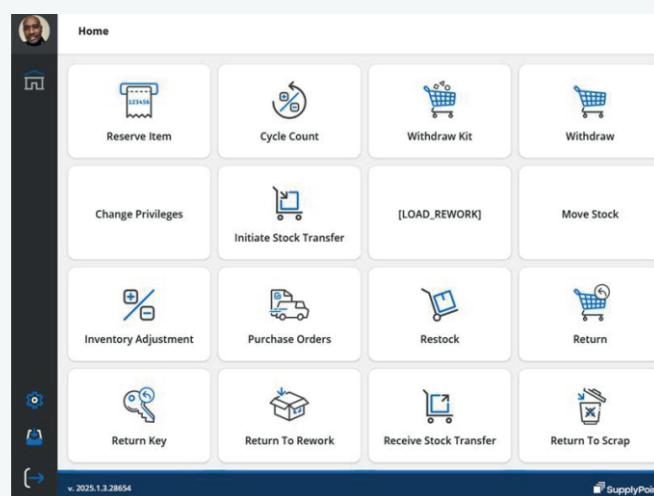 Home
123456
Reserve Item
Cycle Count
Withdraw Kit
Withdraw
Change Privileges
Initiate Stock Transfer
[LOAD_REWORK]
Move Stock
Inventory Adjustment
Purchase Orders
Restock
Return
Return Key
Return To Rework
Receive Stock Transfer
Return To Scrap
v. 2025.1.3.28654
SupplyPoi